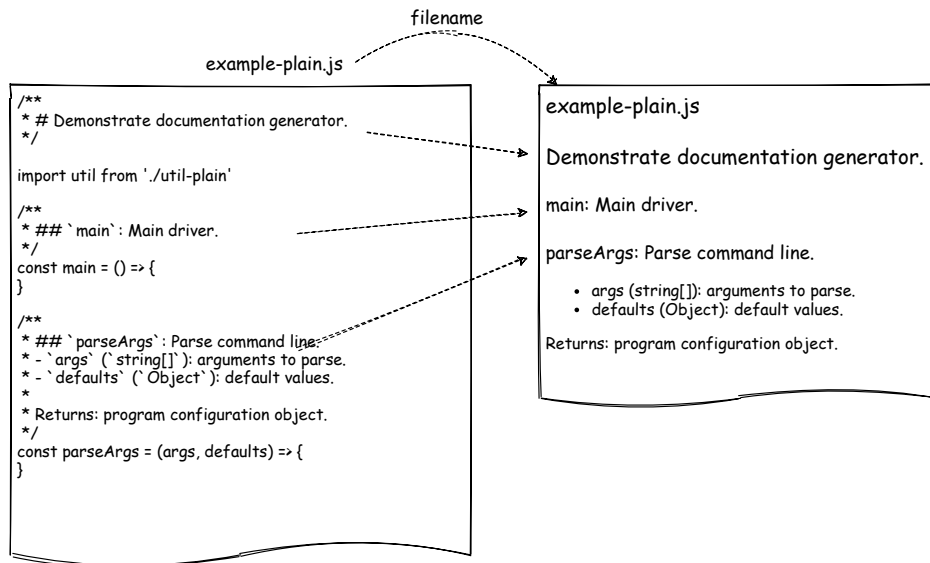 filename
example-plain.js
/**
* # Demonstrate documentation generator.
*/
import util from './util-plain'
/**
* ## `main`: Main driver.
*/
const main = () => {
}
/**
* ## `parseArgs`: Parse command line.
* - `args` (`string[]`): arguments to parse.
* - `defaults` (`Object`): default values.
*
* Returns: program configuration object.
*/
const parseArgs = (args, defaults) => {
}
example-plain.js
Demonstrate documentation generator.
main: Main driver.
parseArgs: Parse command line.
• args (string[]): arguments to parse.
• defaults (Object): default values.
Returns: program configuration object.